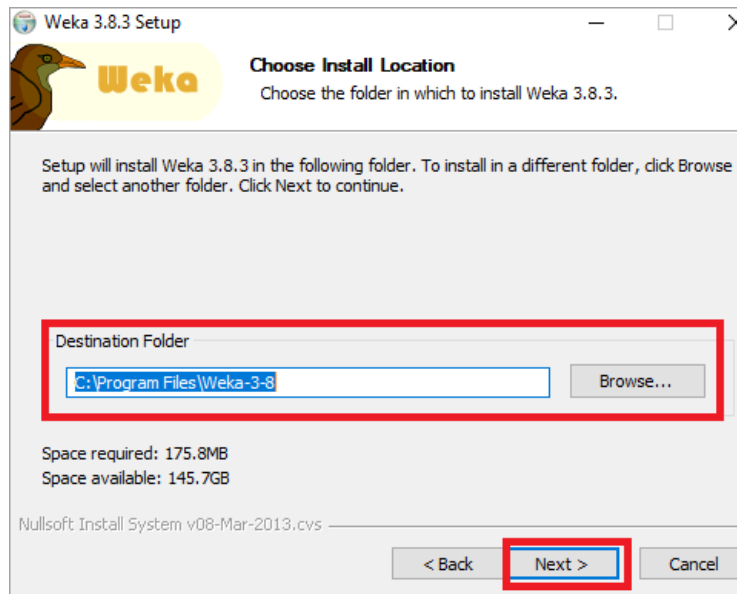 Weka 3.8.3 Setup
Weka
Choose Install Location
Choose the folder in which to install Weka 3.8.3.
Setup will install Weka 3.8.3 in the following folder. To install in a different folder, click Browse
and select another folder. Click Next to continue.
Destination Folder
C:\Program Files\Weka-3-8
Browse...
Space required: 175.8MB
Space available: 145.7GB
Nullsoft Install System v08-Mar-2013.cvs
< Back
Next >
Cancel